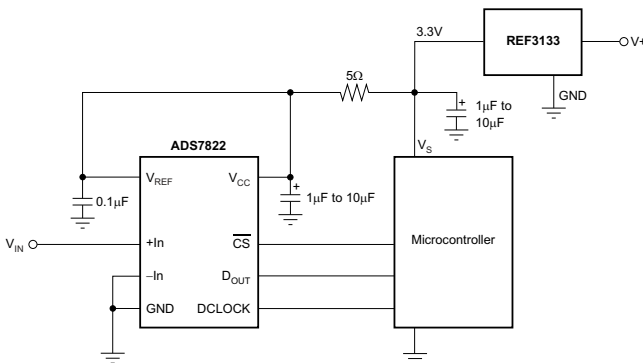 3.3V
REF3133
V+
5Ω
GND
1μF to
10μF
ADS7822
V_S
V_REF
V_CC
0.1μF
1μF to 10μF
V_IN
+In
C̅S̅
Microcontroller
−In
D_OUT
GND
DCLOCK